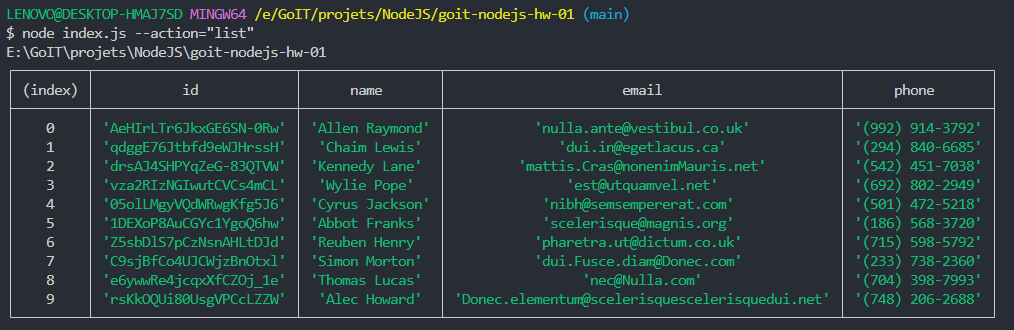 LENOVO@DESKTOP-HMAJ7SD MINGW64 /e/GoIT/projets/NodeJS/goit-nodejs-hw-01 (main)
$ node index.js --action="list"
E:\GoIT\projets\NodeJS\goit-nodejs-hw-01
(index) id name email phone
0 'AeHIrLTr6JkxGE6SN-0Rw' 'Allen Raymond' 'nulla.ante@vestibul.co.uk' '(992) 914-3792'
1 'qdggE76Jtbfd9eWJHrssH' 'Chaim Lewis' 'dui.in@egetlacus.ca' '(294) 840-6685'
2 'drsAJ4SHPYqZeG-83QTVW' 'Kennedy Lane' 'mattis.Cras@nonenimMauris.net' '(542) 451-7038'
3 'vza2RIzNGIwutCVCs4mCL' 'Wylie Pope' 'est@utquamvel.net' '(692) 802-2949'
4 '05olLMgyVQdWRwgKfg5J6' 'Cyrus Jackson' 'nibh@semsempererat.com' '(501) 472-5218'
5 '1DEXoP8AuCGYc1YgoQ6hw' 'Abbot Franks' 'scelerisque@magnis.org' '(186) 568-3720'
6 'Z5sbDlS7pCzNsnAHLtDJd' 'Reuben Henry' 'pharetra.ut@dictum.co.uk' '(715) 598-5792'
7 'C9sjBfCo4UJCWjzBnOtxl' 'Simon Morton' 'dui.Fusce.diam@Donec.com' '(233) 738-2360'
8 'e6ywwRe4jcqxXfCZOj_1e' 'Thomas Lucas' 'nec@Nulla.com' '(704) 398-7993'
9 'rsKkOQUi80UsgVPCcLZZW' 'Alec Howard' 'Donec.elementum@scelerisquescelerisquedui.net' '(748) 206-2688'